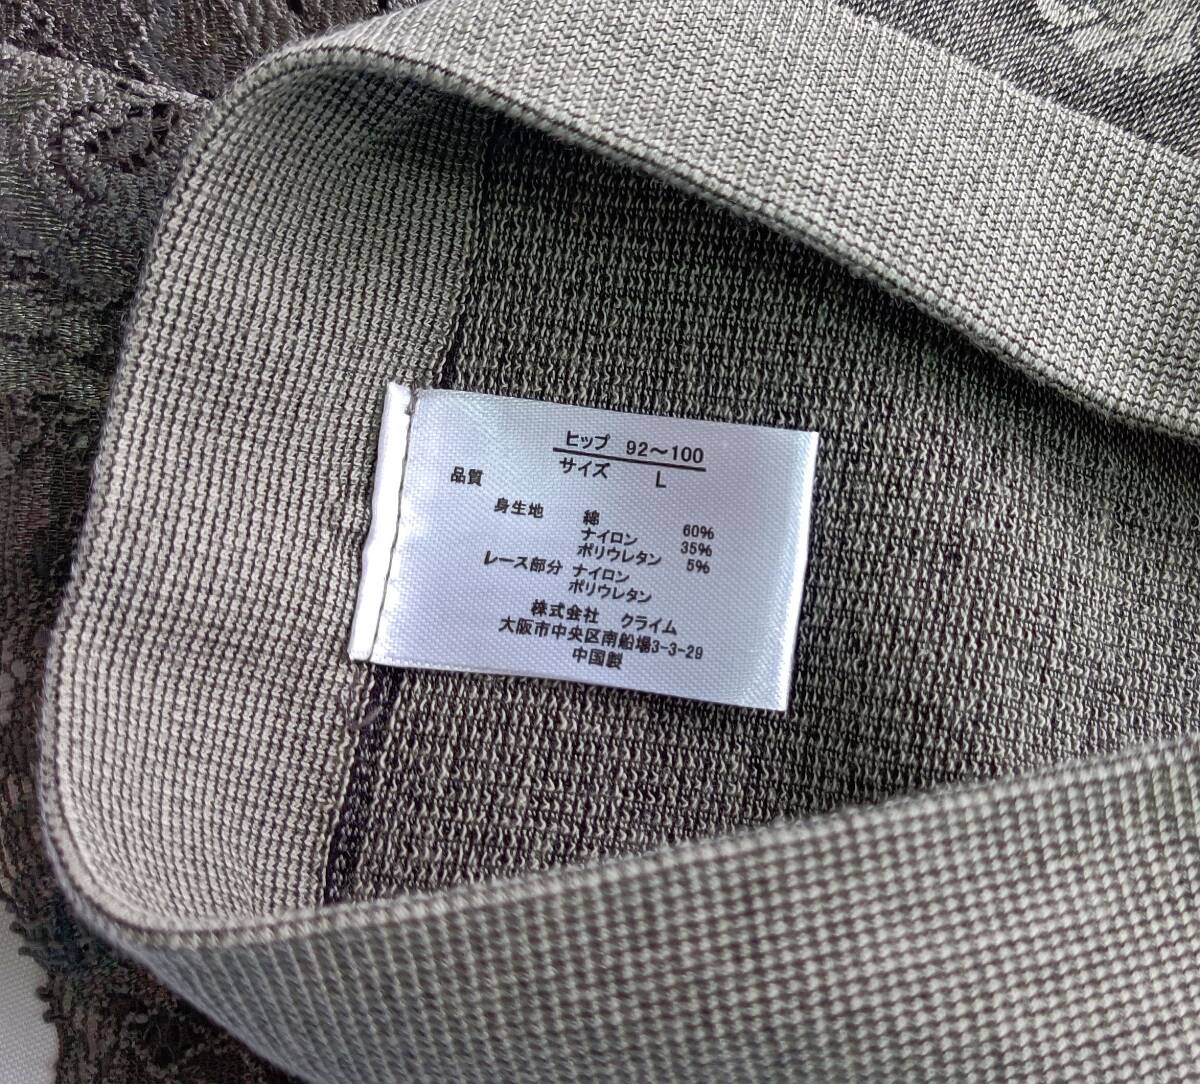 ヒップ 92～100
サイズ L
品質
身生地 綿 60%
ナイロン 35%
ポリウレタン 5%
レース部分 ナイロン
ポリウレタン
株式会社 クライム
大阪市中央区南船場3-3-29
中国製